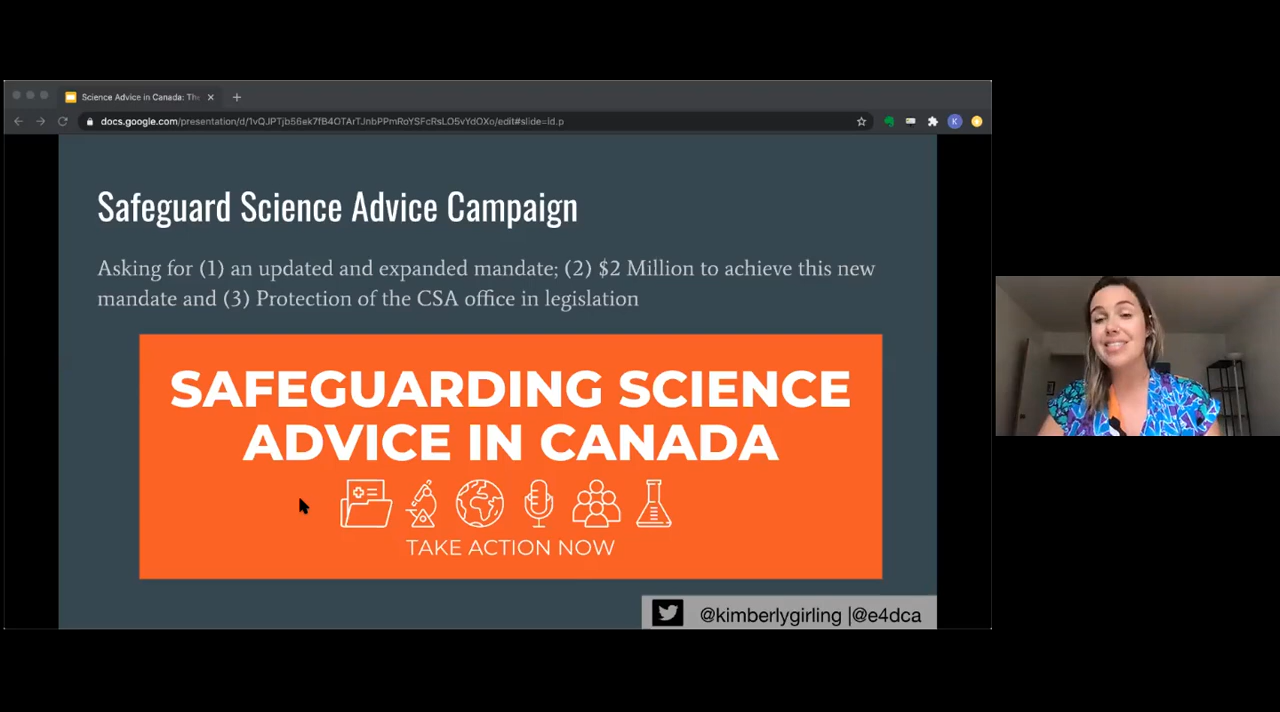 Science Advice in Canada: Th
docs.google.com/presentation/d/1vQJPTjb56ek7fB4OTArTJnbPPmRoYSFcRsLO5vYdOXo/edit#slide=id.p
K
Safeguard Science Advice Campaign
Asking for (1) an updated and expanded mandate; (2) $2 Million to achieve this new
mandate and (3) Protection of the CSA office in legislation
SAFEGUARDING SCIENCE
ADVICE IN CANADA
TAKE ACTION NOW
@kimberlygirling |@e4dca